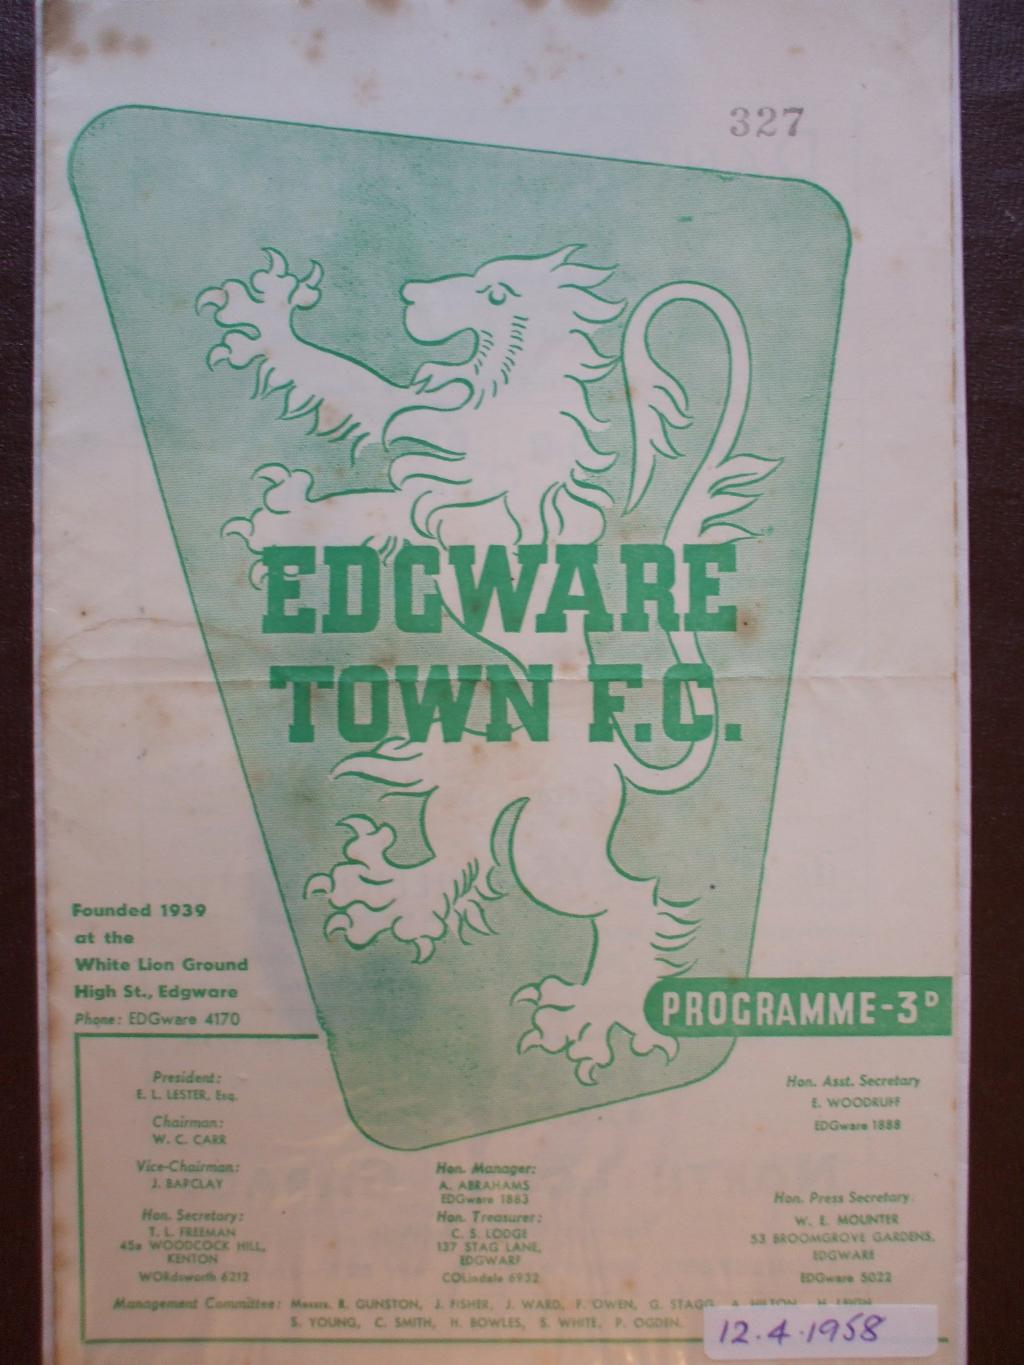 327
EDGWARE
TOWN F.C.
Founded 1939
at the
White Lion Ground
High St., Edgware
Phone: EDGware 4170
PROGRAMME-3D
President:
E. L. LESTER, Esq.
Chairman:
W. C. CARR
Vice-Chairman:
J. BARCLAY
Hon. Secretary:
T. L. FREEMAN
45a WOODCOCK HILL,
KENTON
WORdsworth 6212
Hon. Manager:
A. ABRAHAMS
EDGware 1883
Hon. Treasurer:
C. S. LODGE
137 STAG LANE,
EDGWARE
COLindale 6932
Hon. Asst. Secretary
E. WOODRUFF
EDGware 1888
Hon. Press Secretary.
W. E. MOUNTER
53 BROOMGROVE GARDENS,
EDGWARE
EDGware 5022
Management Committee: Messrs. R. GUNSTON, J. FISHER, J. WARD, F. OWEN, G. STAGG, A. HILTON, H. LEIGH
S. YOUNG, C. SMITH, H. BOWLES, S. WHITE, P. OGDEN.
12.4.1958